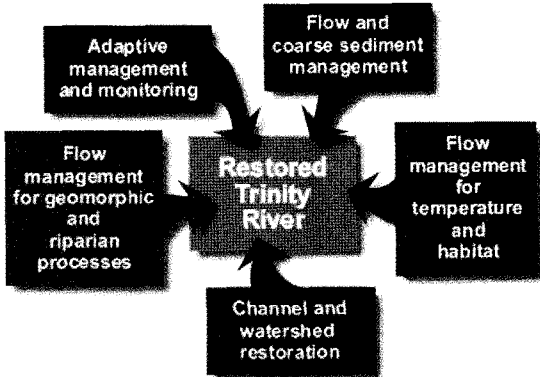 Adaptive
management
and monitoring
Flow and
coarse sediment
management
Flow
management
for geomorphic
and
riparian
processes
Restored
Trinity
River
Flow
management
for
temperature
and
habitat
Channel and
watershed
restoration